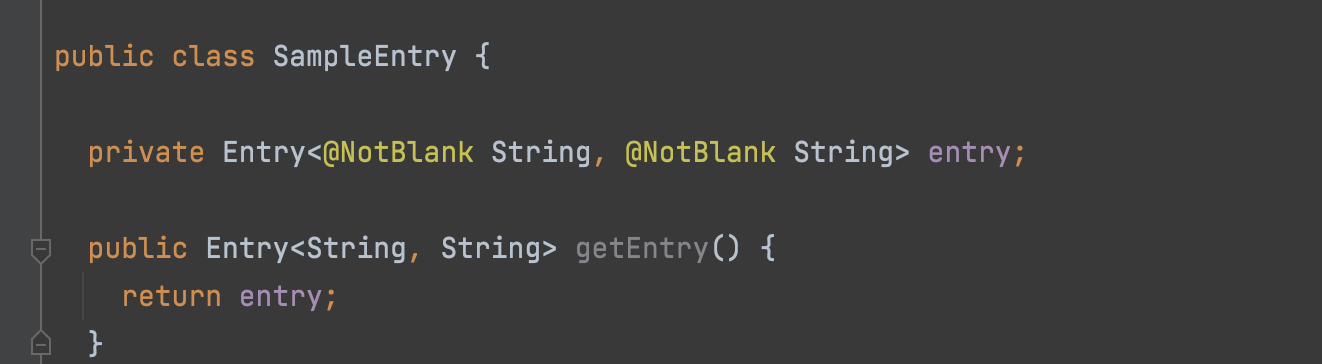 public class SampleEntry {
private Entry<@NotBlank String, @NotBlank String> entry;
public Entry<String, String> getEntry() {
return entry;
}